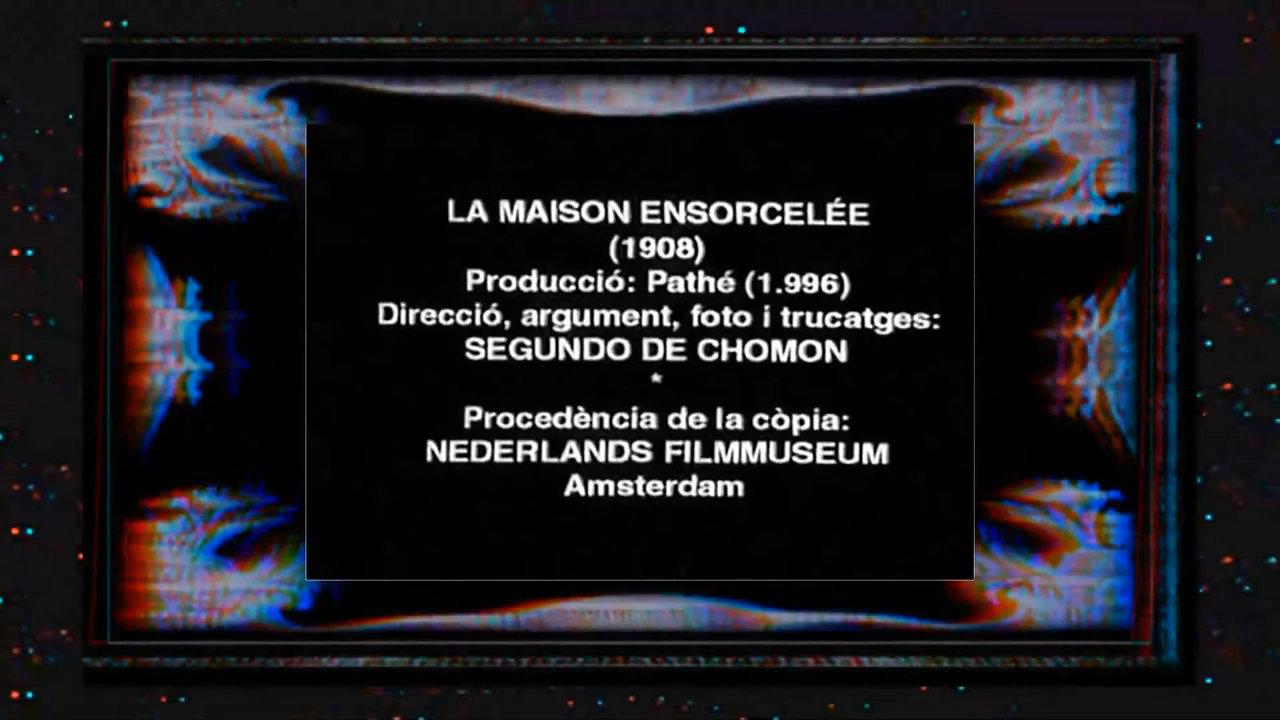 LA MAISON ENSORCELÉE
(1908)
Producció: Pathé (1.996)
Direcció, argument, foto i trucatges:
SEGUNDO DE CHOMON
*
Procedència de la còpia:
NEDERLANDS FILMMUSEUM
Amsterdam